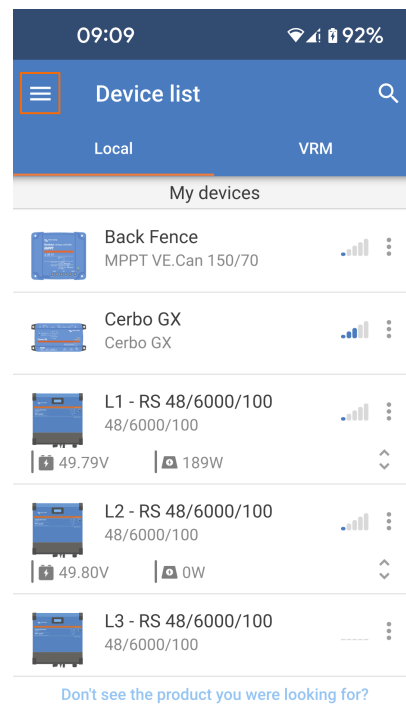 09:09 92%
Device list
Local VRM
My devices
Back Fence
MPPT VE.Can 150/70
Cerbo GX
Cerbo GX
L1 - RS 48/6000/100
48/6000/100
49.79V 189W
L2 - RS 48/6000/100
48/6000/100
49.80V 0W
L3 - RS 48/6000/100
48/6000/100
Don't see the product you were looking for?